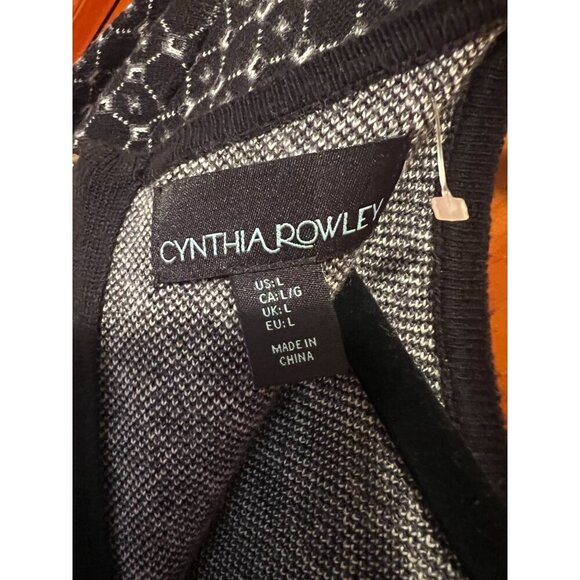 CYNTHIA ROWLEY
US: L
CA: L/G
UK: L
EU: L
MADE IN
CHINA